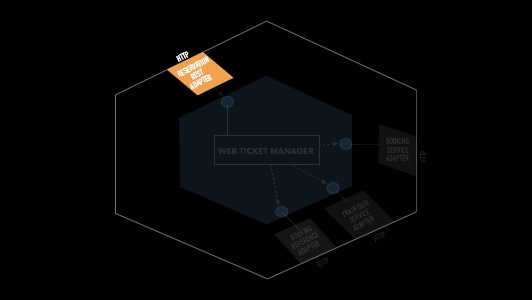 HTTP
RESERVATION
REST
ADAPTER
WEB TICKET MANAGER
BOOKING
SERVICE
ADAPTER
HTTP
TRAIN DATA
SERVICE
ADAPTER
HTTP
BOOKING
REFERENCE
ADAPTER
HTTP